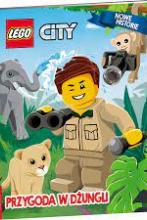 LEGO CITY
NOWE
HISTORIE
PRZYGODA W DŻUNGLI